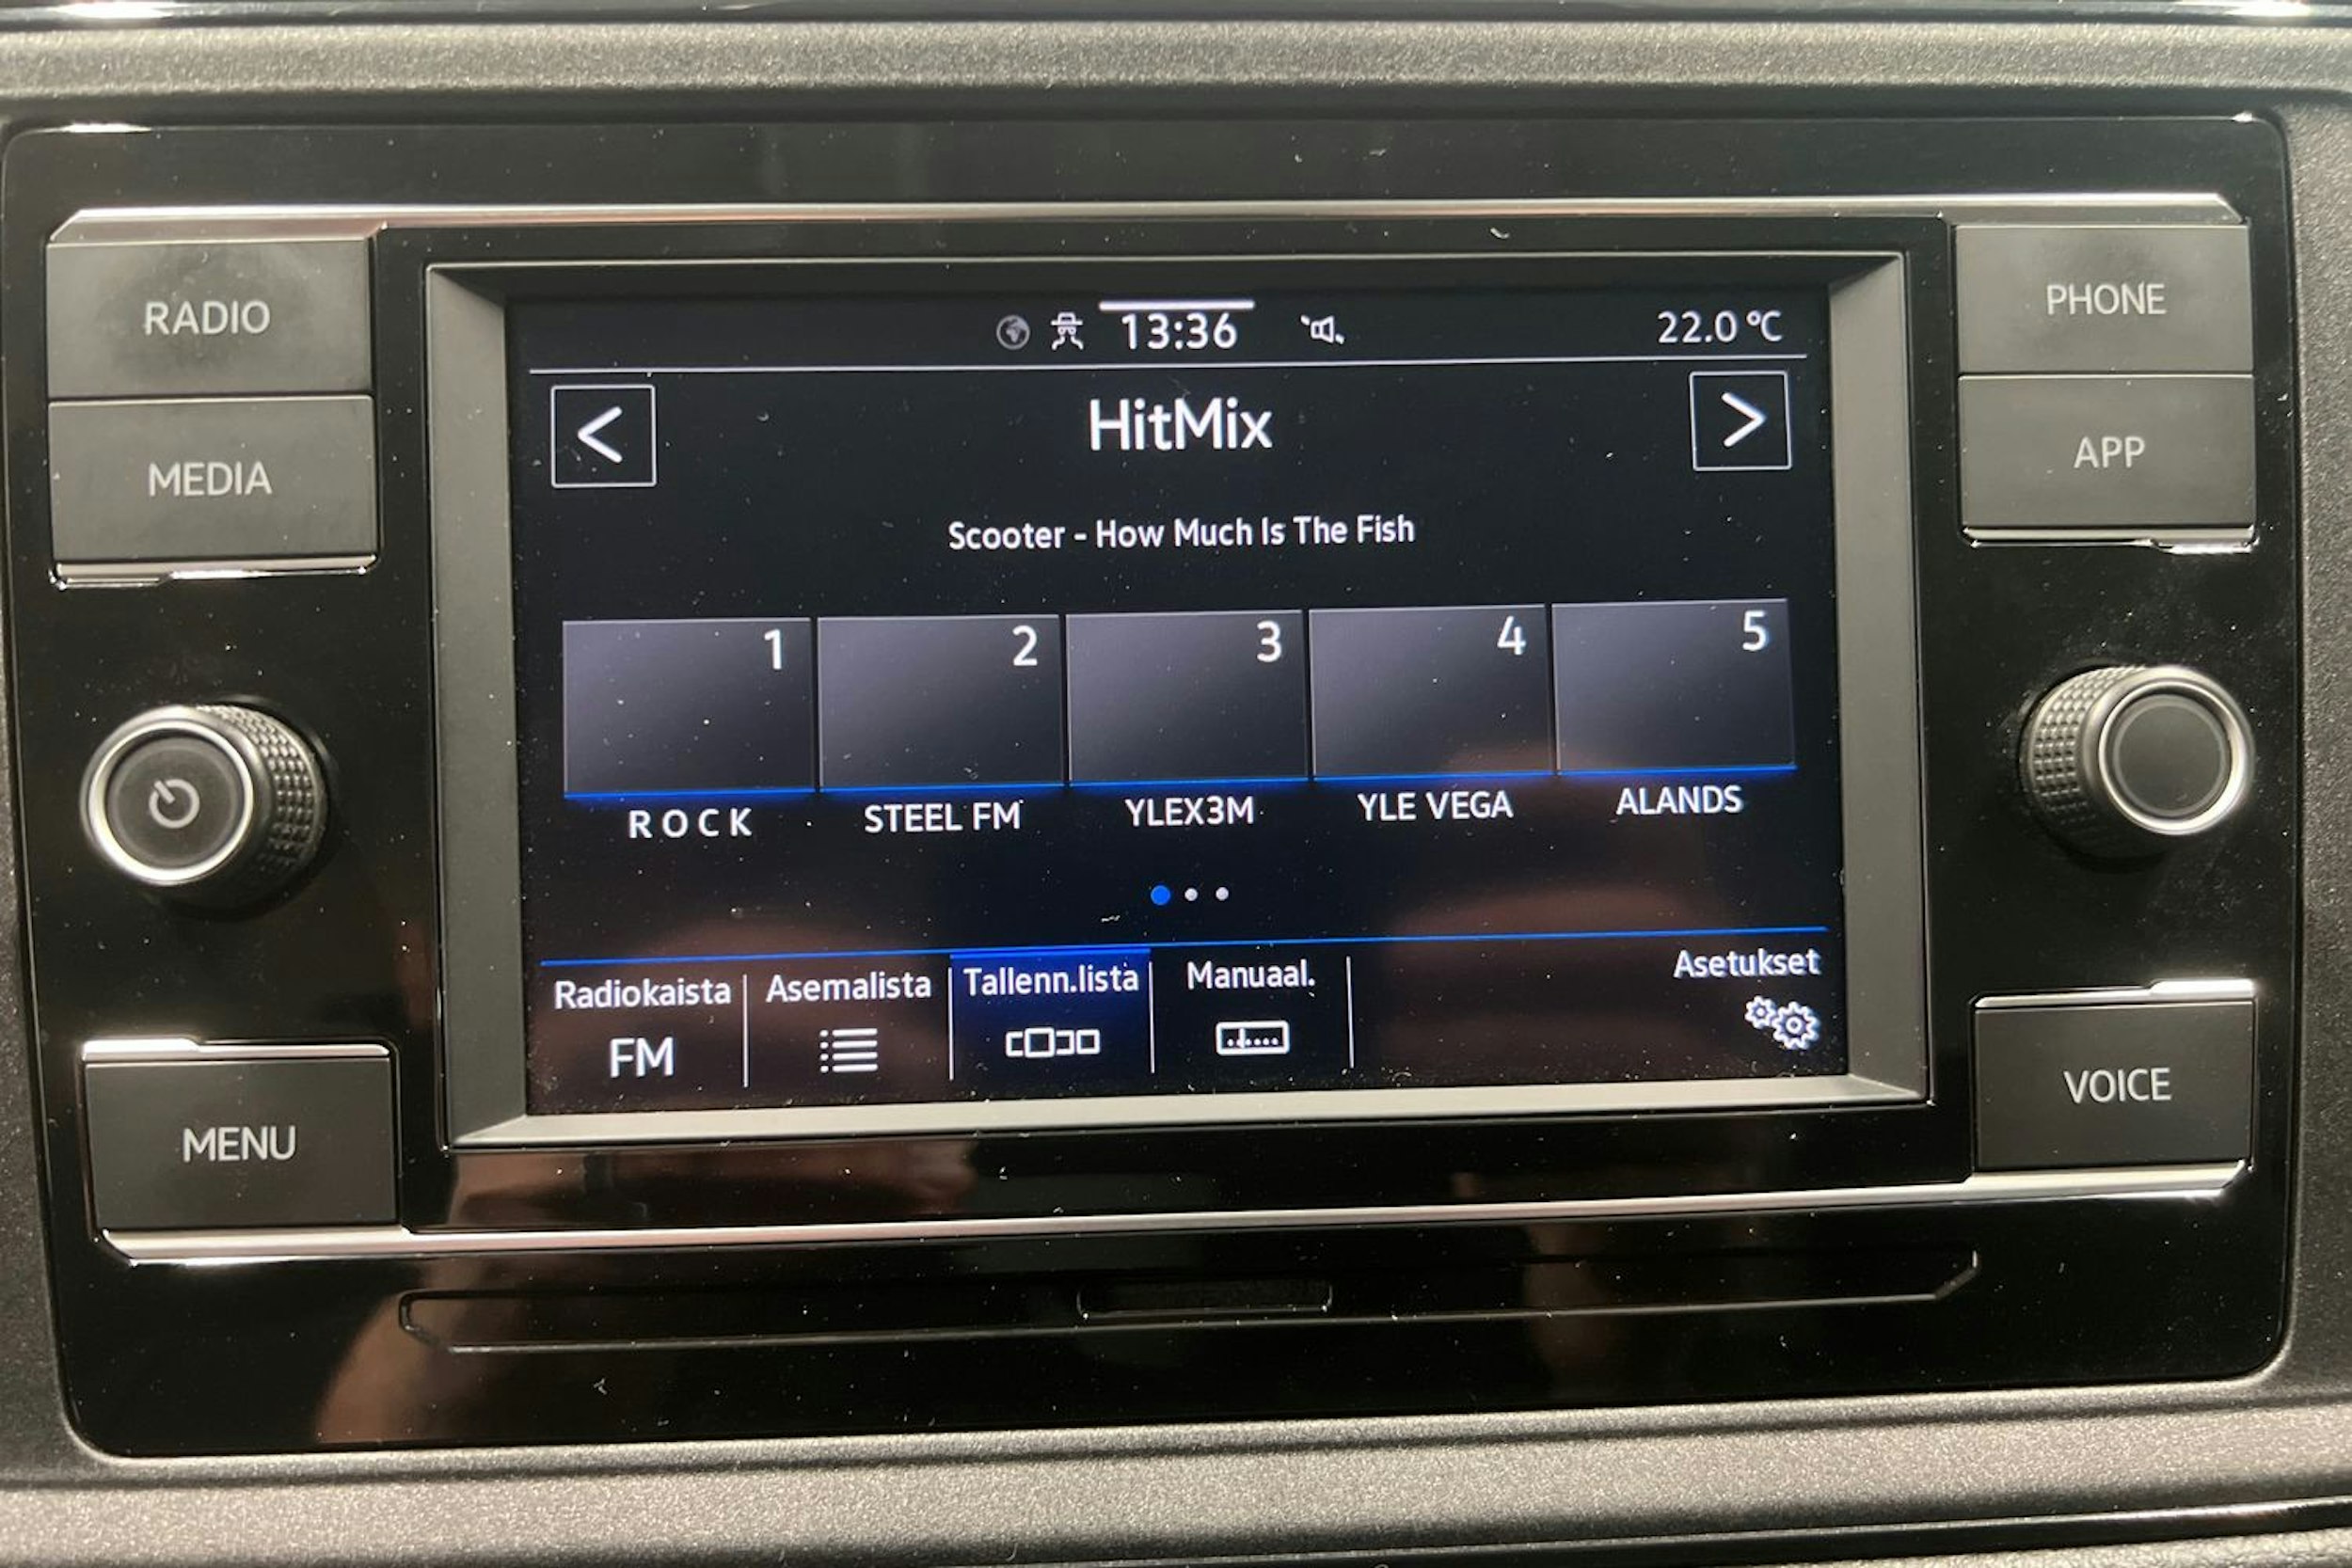 RADIO
MEDIA
MENU
PHONE
APP
VOICE
13:36
22.0 °C
<
HitMix
>
Scooter - How Much Is The Fish
1 2 3 4 5
R O C K STEEL FM YLEX3M YLE VEGA ALANDS
Radiokaista Asemalista Tallenn.lista Manuaal. Asetukset
FM